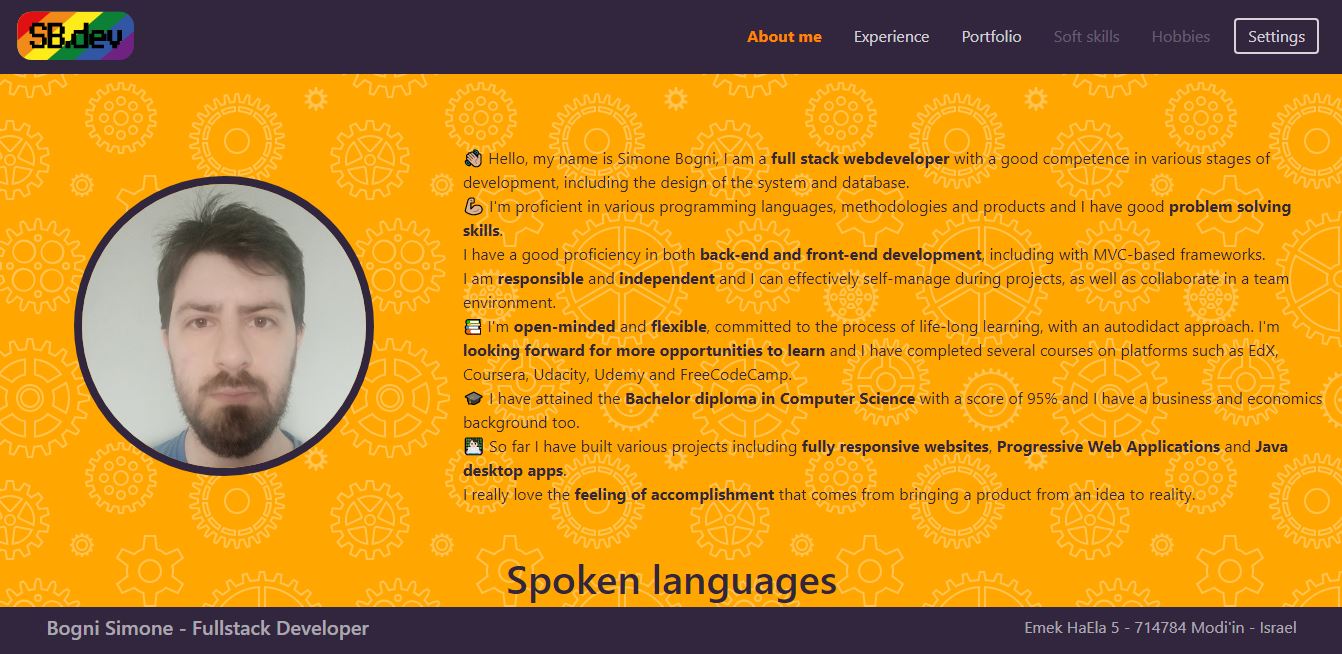 SB.dev
About me
Experience
Portfolio
Soft skills
Hobbies
Settings
👋 Hello, my name is Simone Bogni, I am a full stack webdeveloper with a good competence in various stages of
development, including the design of the system and database.
💪 I'm proficient in various programming languages, methodologies and products and I have good problem solving
skills.
I have a good proficiency in both back-end and front-end development, including with MVC-based frameworks.
I am responsible and independent and I can effectively self-manage during projects, as well as collaborate in a team
environment.
📚 I'm open-minded and flexible, committed to the process of life-long learning, with an autodidact approach. I'm
looking forward for more opportunities to learn and I have completed several courses on platforms such as EdX,
Coursera, Udacity, Udemy and FreeCodeCamp.
🎓 I have attained the Bachelor diploma in Computer Science with a score of 95% and I have a business and economics
background too.
👨‍🏫 So far I have built various projects including fully responsive websites, Progressive Web Applications and Java
desktop apps.
I really love the feeling of accomplishment that comes from bringing a product from an idea to reality.
Spoken languages
Bogni Simone - Fullstack Developer
Emek HaEla 5 - 714784 Modi'in - Israel